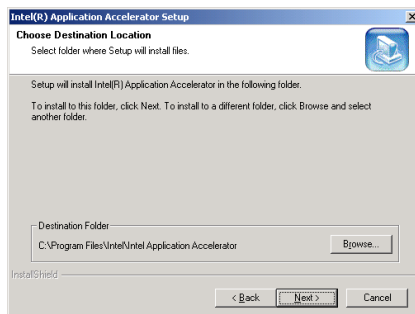 Intel(R) Application Accelerator Setup
Choose Destination Location
Select folder where Setup will install files.
Setup will install Intel(R) Application Accelerator in the following folder.
To install to this folder, click Next. To install to a different folder, click Browse and select
another folder.
Destination Folder
C:\Program Files\Intel\Intel Application Accelerator
Browse...
InstallShield
< Back
Next >
Cancel